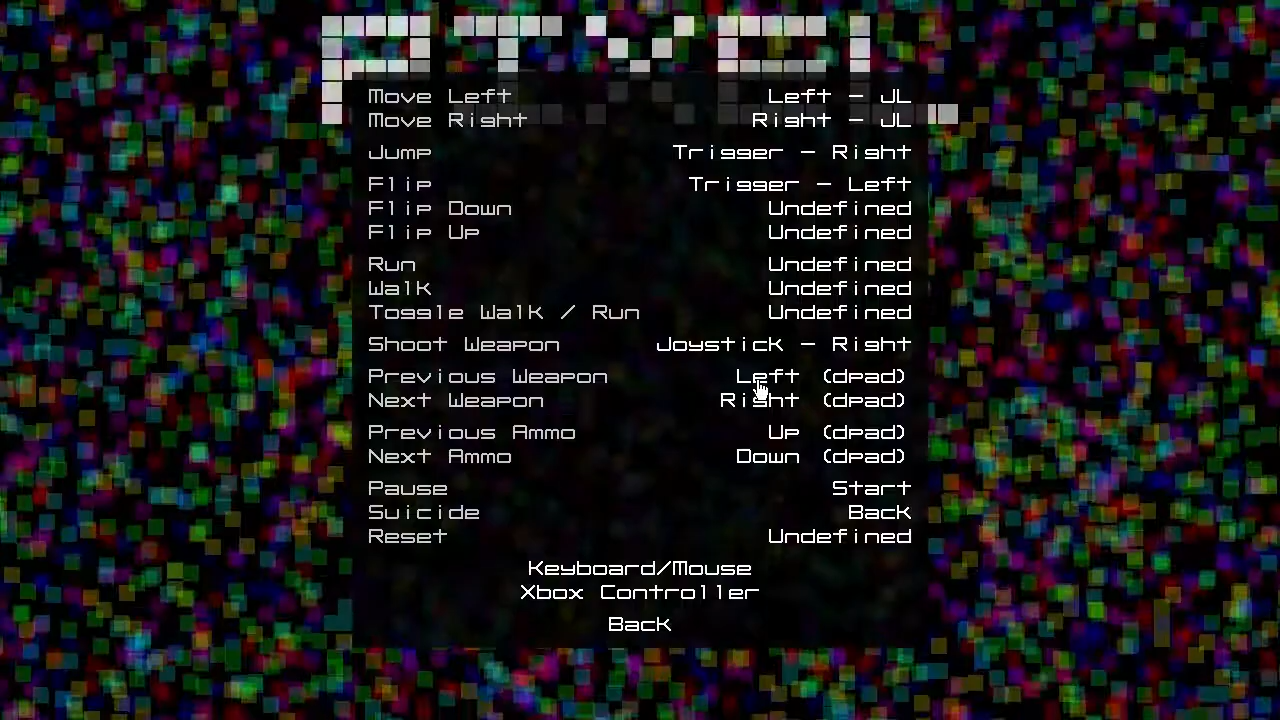 Move Left Left - JL
Move Right Right - JL
Jump Trigger - Right
Flip Trigger - Left
Flip Down Undefined
Flip Up Undefined
Run Undefined
Walk Undefined
Toggle Walk / Run Undefined
Shoot Weapon Joystick - Right
Previous Weapon Left (dpad)
Next Weapon Right (dpad)
Previous Ammo Up (dpad)
Next Ammo Down (dpad)
Pause Start
Suicide Back
Reset Undefined
Keyboard/Mouse
Xbox Controller
Back